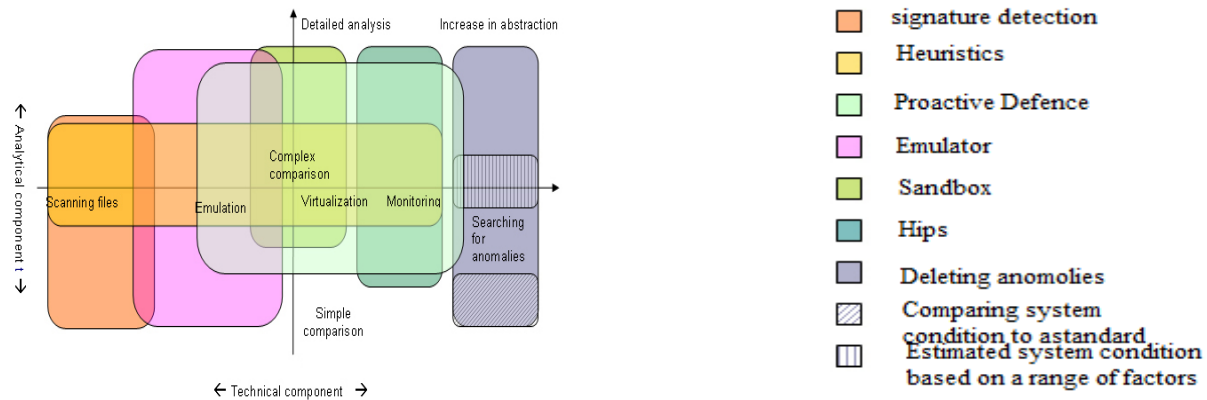 Detailed analysis
Increase in abstraction
← Analytical component t →
Complex
comparison
Scanning files
Emulation
Virtualization
Monitoring
Searching
for
anomalies
Simple
comparison
← Technical component →
signature detection
Heuristics
Proactive Defence
Emulator
Sandbox
Hips
Deleting anomolies
Comparing system
condition to astandard
Estimated system condition
based on a range of factors